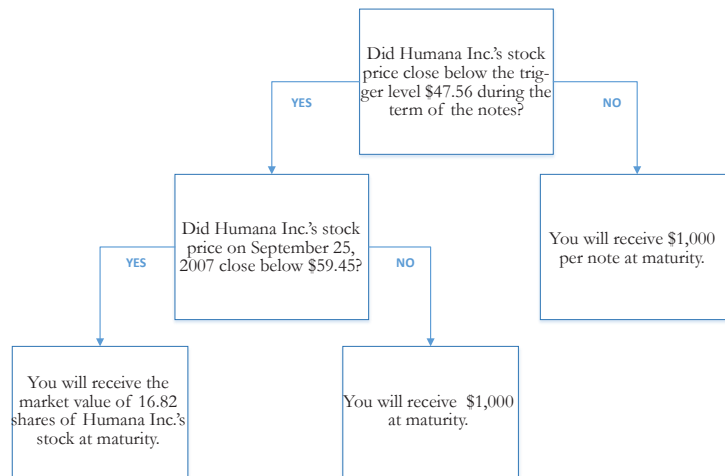 Did Humana Inc.'s stock
price close below the trig-
ger level $47.56 during the
term of the notes?
YES
NO
Did Humana Inc.'s stock
price on September 25,
2007 close below $59.45?
You will receive $1,000
per note at maturity.
YES
NO
You will receive the
market value of 16.82
shares of Humana Inc.'s
stock at maturity.
You will receive $1,000
at maturity.